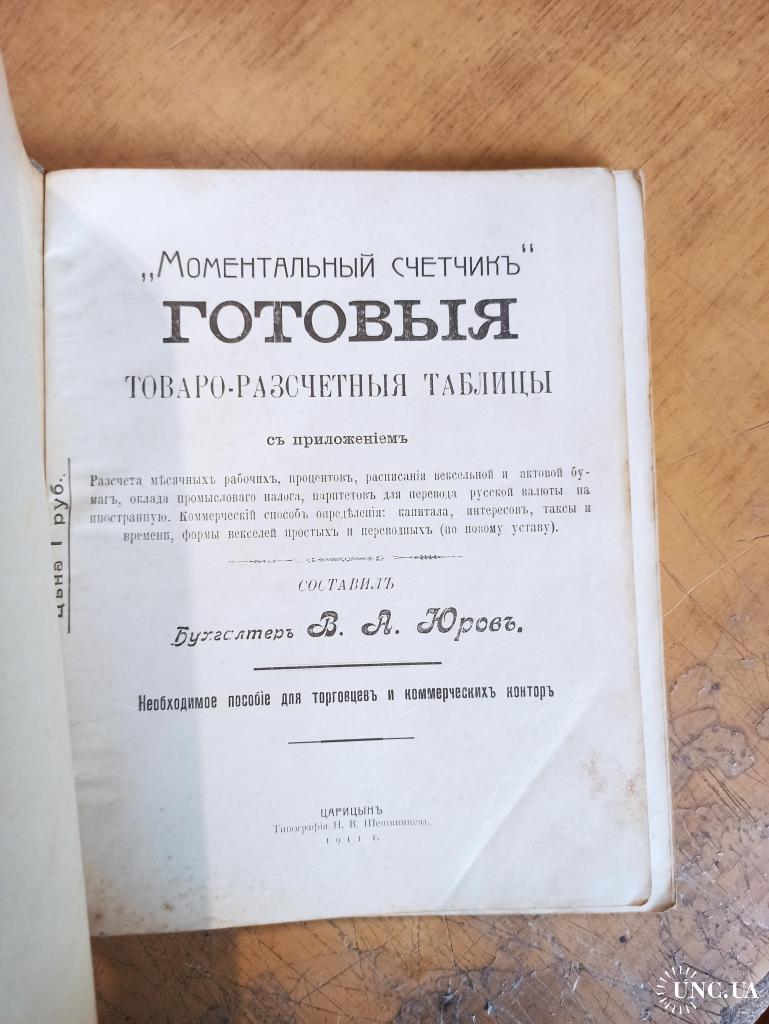 „Моментальный счетчикъ“
ГОТОВЫЯ
ТОВАРО-РАЗСЧЕТНЫЯ ТАБЛИЦЫ
съ приложеніемъ
Разсчета мѣсячныхъ рабочихъ, процентовъ, расписанія вексельной и актовой бу-
магъ, оклада промысловаго налога, паритетовъ для перевода русской валюты на
иностранную. Коммерческій способъ опредѣленія: капитала, интересовъ, таксы и
времени, формы векселей простыхъ и переводныхъ (по новому уставу).
СОСТАВИЛЪ
Бухгалтеръ В. А. Юровъ.
Необходимое пособіе для торговцевъ и коммерческихъ конторъ
ЦАРИЦЫНЪ
Типографія Н. В.
1911 г.
Цѣна 1 руб.
UNC.UA